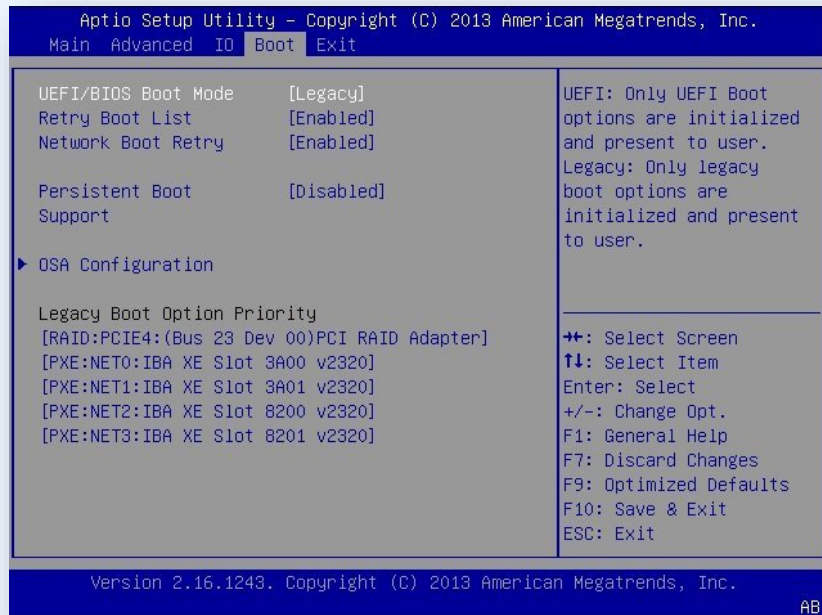 Aptio Setup Utility – Copyright (C) 2013 American Megatrends, Inc.
Main Advanced IO Boot Exit
UEFI/BIOS Boot Mode [Legacy]
Retry Boot List [Enabled]
Network Boot Retry [Enabled]
Persistent Boot [Disabled]
Support
OSA Configuration
Legacy Boot Option Priority
[RAID:PCIE4:(Bus 23 Dev 00)PCI RAID Adapter]
[PXE:NET0:IBA XE Slot 3A00 v2320]
[PXE:NET1:IBA XE Slot 3A01 v2320]
[PXE:NET2:IBA XE Slot 8200 v2320]
[PXE:NET3:IBA XE Slot 8201 v2320]
UEFI: Only UEFI Boot
options are initialized
and present to user.
Legacy: Only legacy
boot options are
initialized and present
to user.
→←: Select Screen
↑↓: Select Item
Enter: Select
+/-: Change Opt.
F1: General Help
F7: Discard Changes
F9: Optimized Defaults
F10: Save & Exit
ESC: Exit
Version 2.16.1243. Copyright (C) 2013 American Megatrends, Inc.
AB